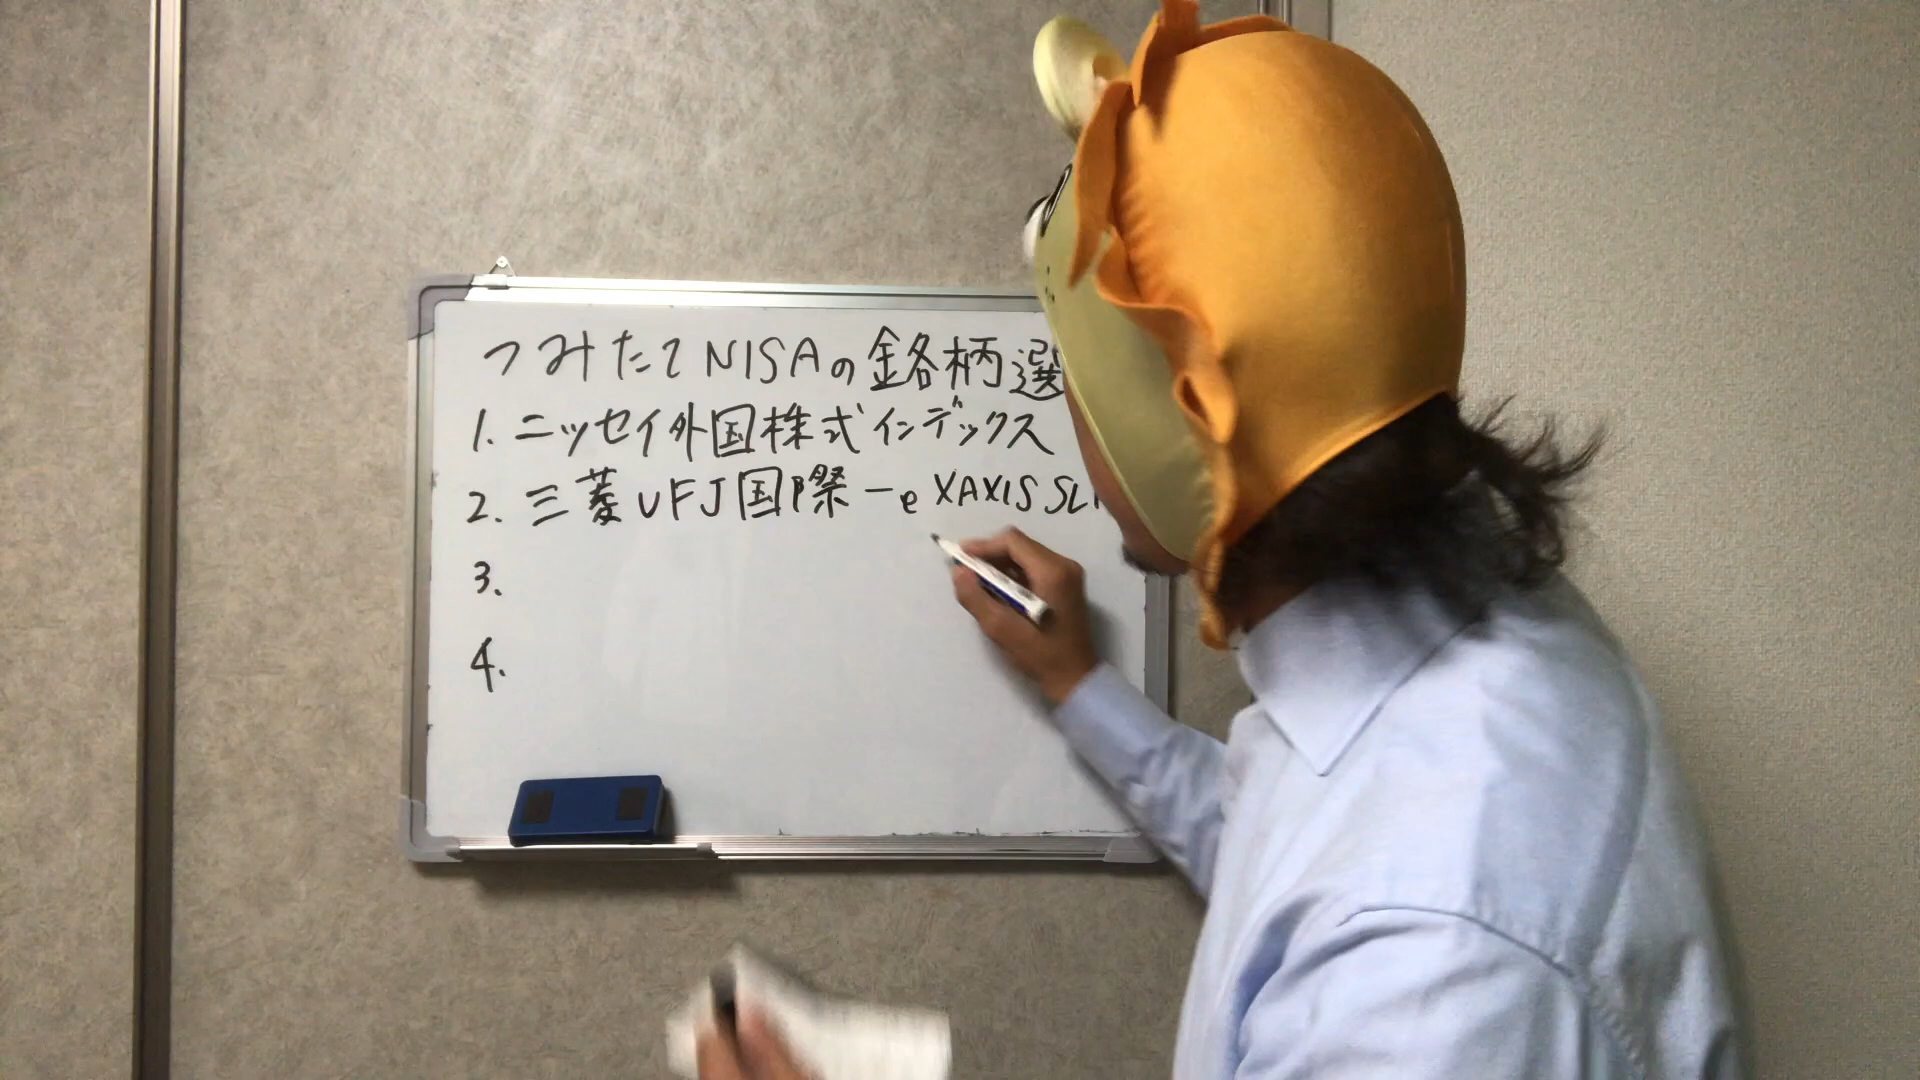 つみたてNISAの銘柄選
1. ニッセイ外国株式インデックス
2. 三菱UFJ国際-eXAXIS SL
3.
4.